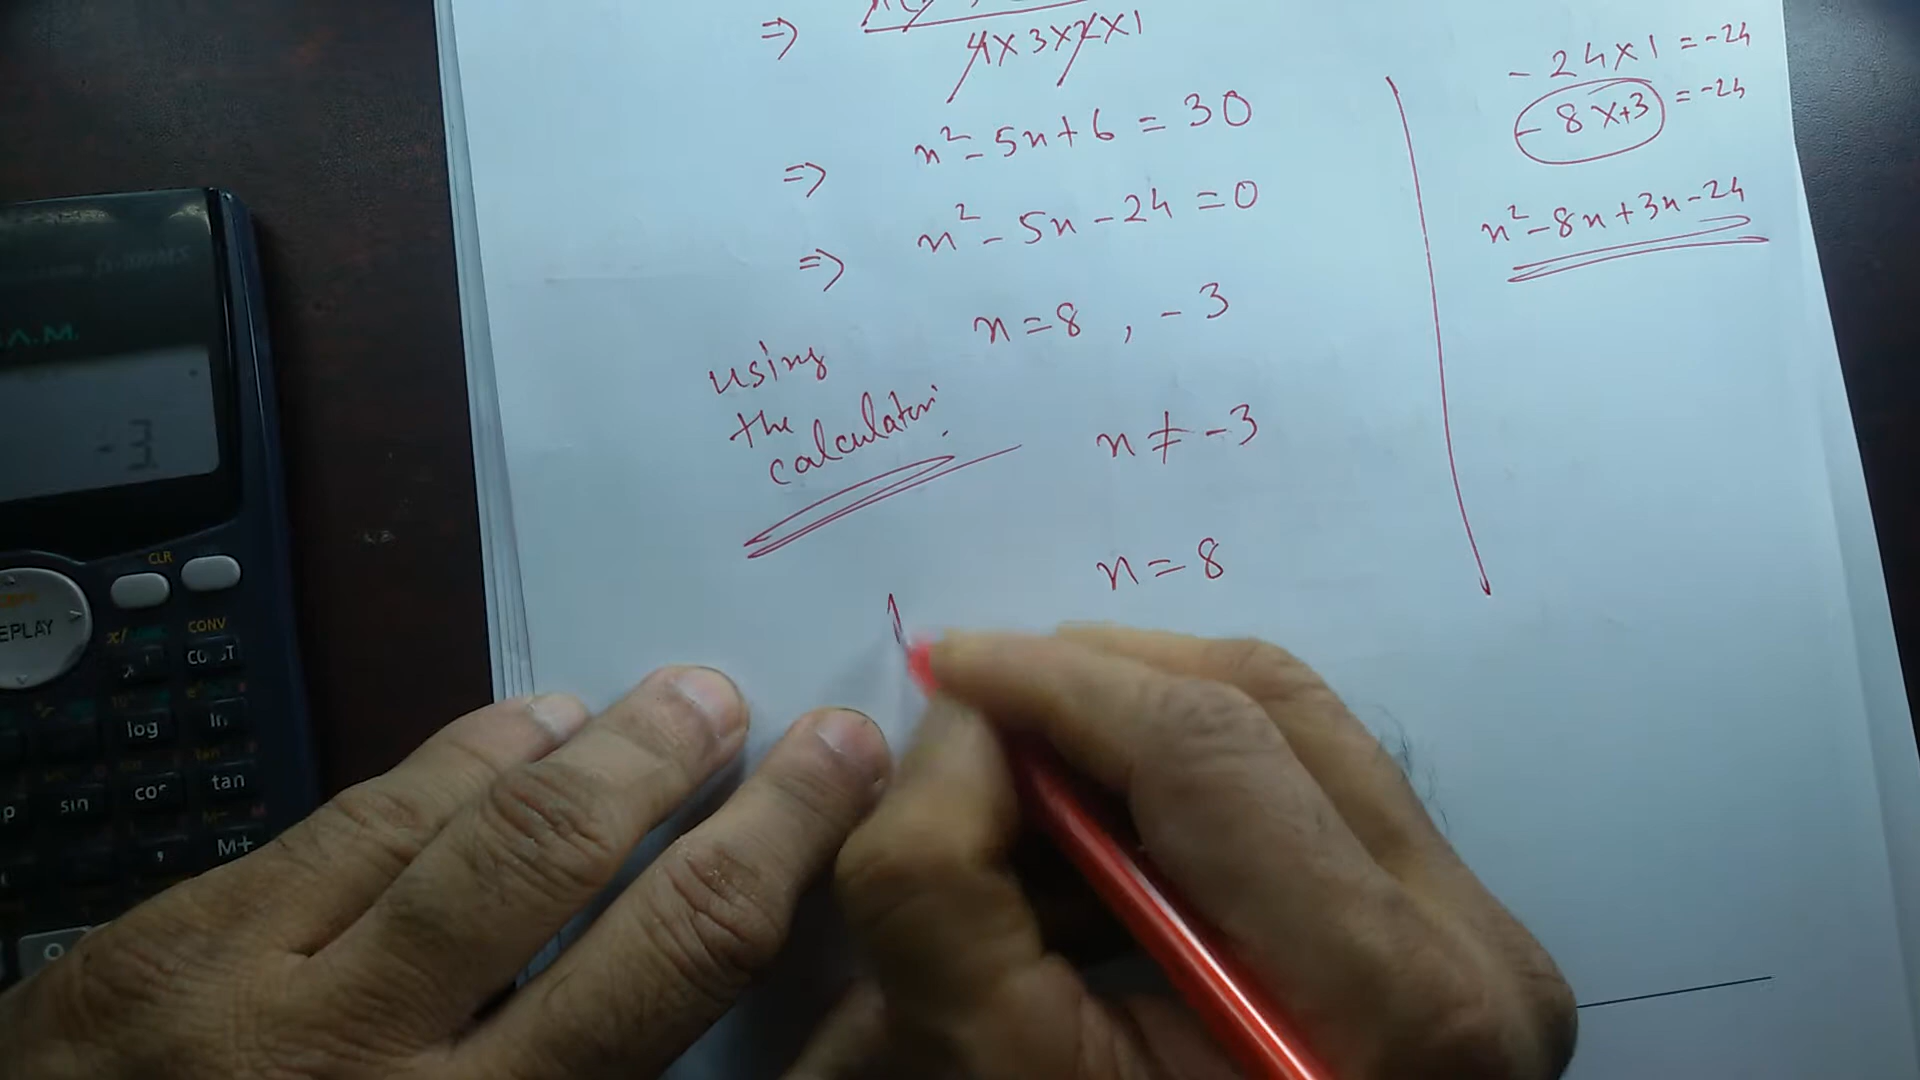 ⇒ 4×3×2×1
⇒ n² - 5n + 6 = 30
⇒ n² - 5n - 24 = 0
n = 8 , - 3
using
the
calculator.
n ≠ -3
n = 8
- 24 × 1 = -24
- 8 × +3 = -24
n² - 8n + 3n - 24
-3.
CLR
REPLAY
CONV
CONST
log
ln
sin
cos
tan
M-
M+
,